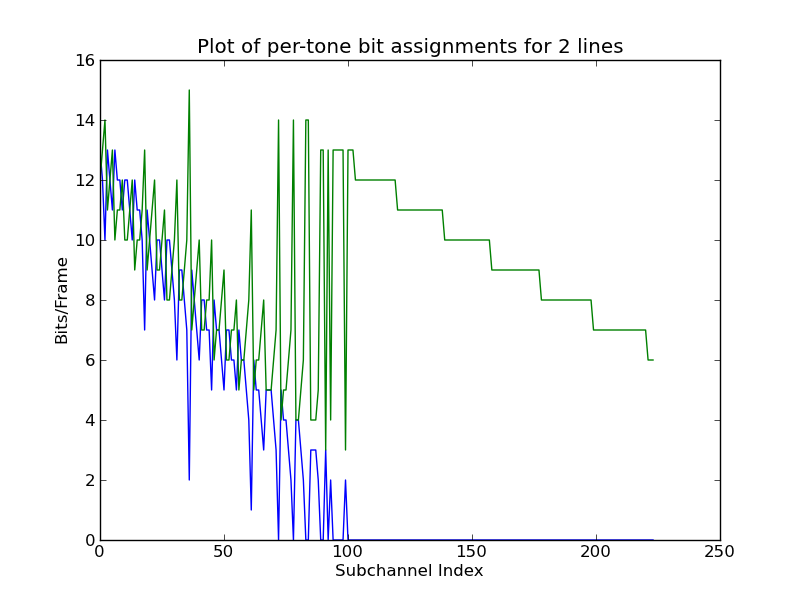 Plot of per-tone bit assignments for 2 lines
16
14
12
10
8
6
4
2
0
Bits/Frame
0 50 100 150 200 250
Subchannel Index